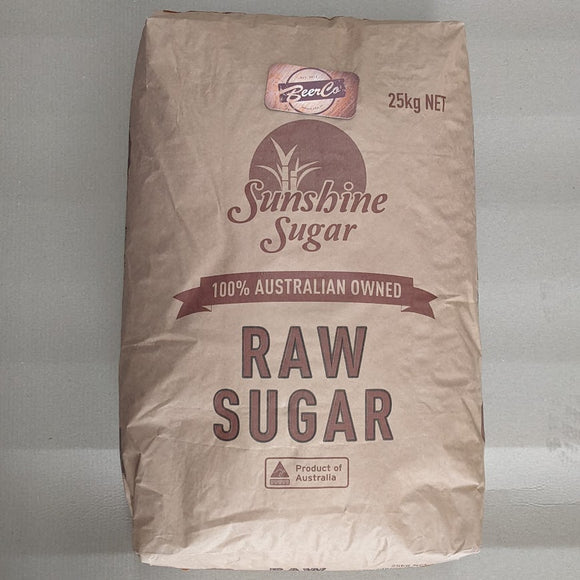 BeerCo
25kg NET
Sunshine
Sugar
100% AUSTRALIAN OWNED
RAW
SUGAR
Product of
Australia